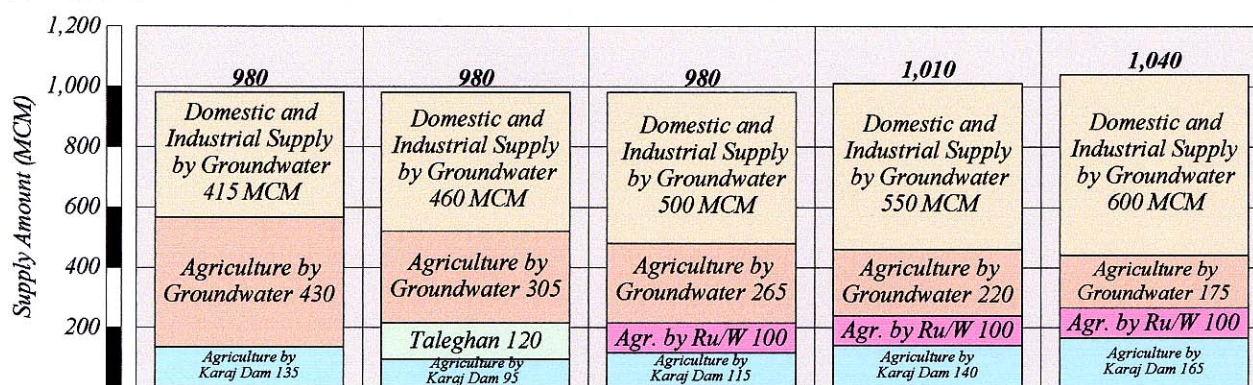 Supply Amount (MCM)
1,200
1,000
800
600
400
200
980
Domestic and
Industrial Supply
by Groundwater
415 MCM
Agriculture by
Groundwater 430
Agriculture by
Karaj Dam 135
980
Domestic and
Industrial Supply
by Groundwater
460 MCM
Agriculture by
Groundwater 305
Taleghan 120
Agriculture by
Karaj Dam 95
980
Domestic and
Industrial Supply
by Groundwater
500 MCM
Agriculture by
Groundwater 265
Agr. by Ru/W 100
Agriculture by
Karaj Dam 115
1,010
Domestic and
Industrial Supply
by Groundwater
550 MCM
Agriculture by
Groundwater 220
Agr. by Ru/W 100
Agriculture by
Karaj Dam 140
1,040
Domestic and
Industrial Supply
by Groundwater
600 MCM
Agriculture by
Groundwater 175
Agr. by Ru/W 100
Agriculture by
Karaj Dam 165